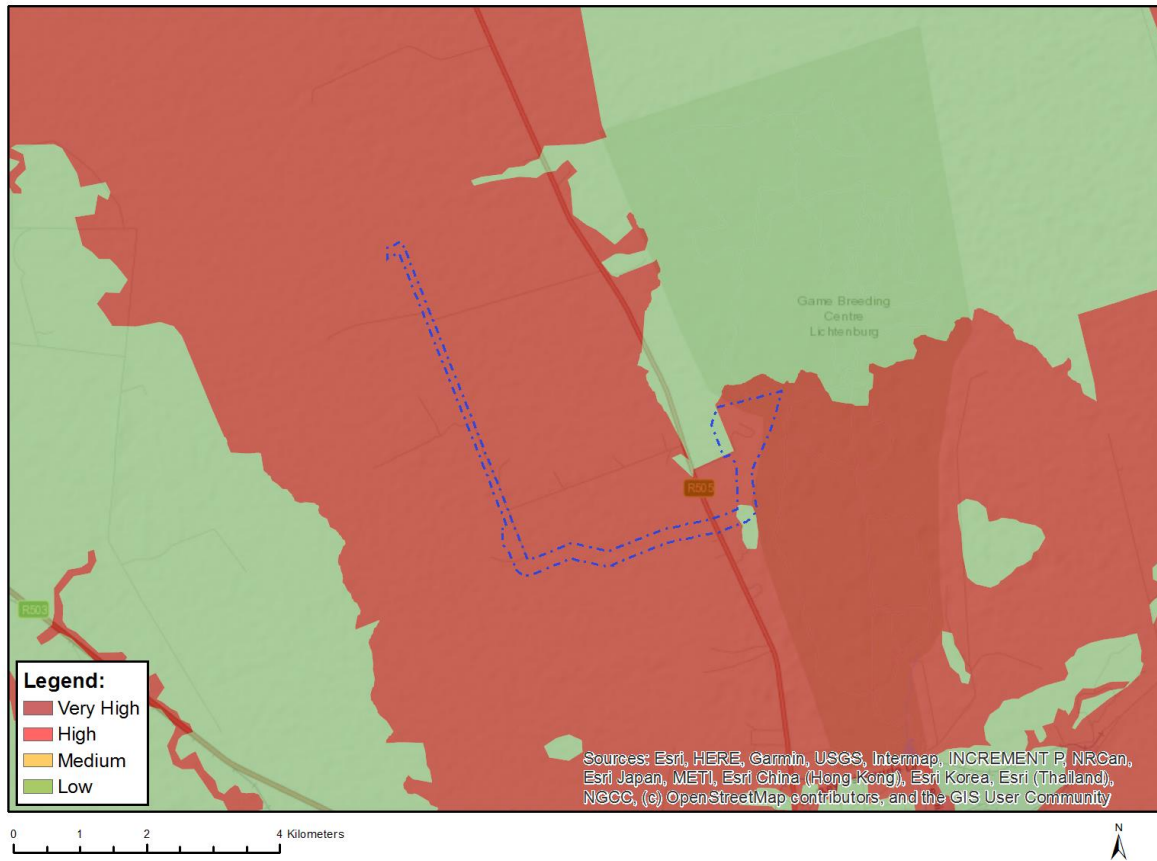 Game Breeding
Centre
Lichtenburg
R505
R503
Legend:
Very High
High
Medium
Low
Sources: Esri, HERE, Garmin, USGS, Intermap, INCREMENT P, NRCan,
Esri Japan, METI, Esri China (Hong Kong), Esri Korea, Esri (Thailand),
NGCC, (c) OpenStreetMap contributors, and the GIS User Community
0 1 2 4 Kilometers
N